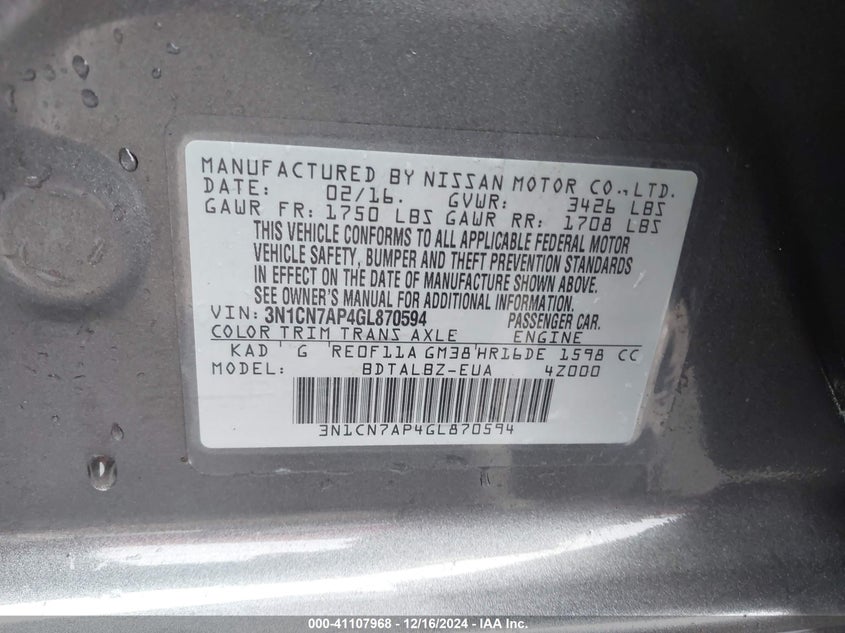 MANUFACTURED BY NISSAN MOTOR CO.,LTD.
DATE: 02/16. GVWR: 3426 LBS
GAWR FR: 1750 LBS GAWR RR: 1708 LBS
THIS VEHICLE CONFORMS TO ALL APPLICABLE FEDERAL MOTOR
VEHICLE SAFETY, BUMPER AND THEFT PREVENTION STANDARDS
IN EFFECT ON THE DATE OF MANUFACTURE SHOWN ABOVE.
SEE OWNER'S MANUAL FOR ADDITIONAL INFORMATION.
VIN: 3N1CN7AP4GL870594 PASSENGER CAR.
COLOR TRIM TRANS AXLE ENGINE
KAD G RE0F11A GM38 HR16DE 1598 CC
MODEL: BDTALBZ-EUA 4Z000
3N1CN7AP4GL870594
000-41107968 - 12/16/2024 - IAA Inc.